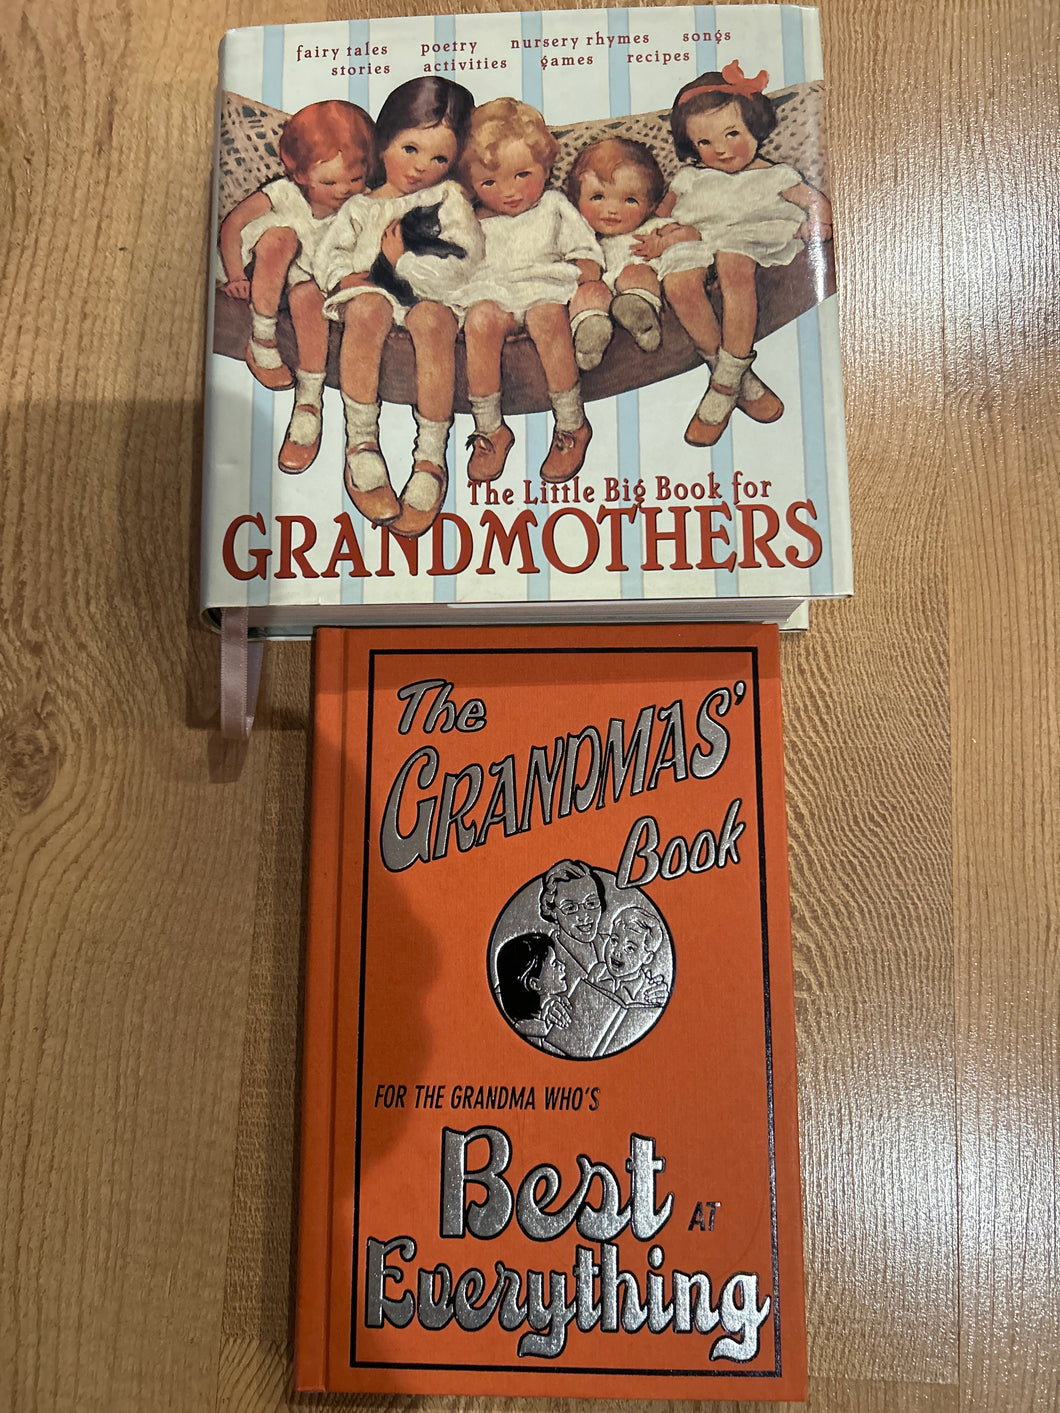 fairy tales poetry nursery rhymes songs
stories activities games recipes
The Little Big Book for
GRANDMOTHERS
The
GRANDMAS'
Book
FOR THE GRANDMA WHO'S
Best AT
Everything